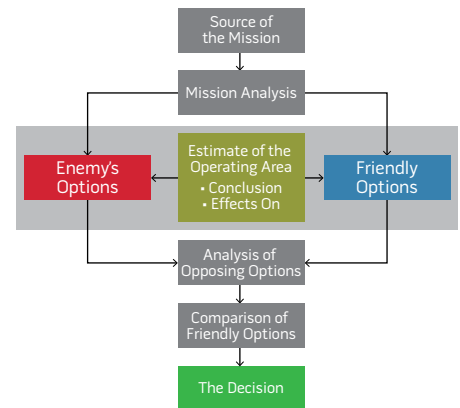 Source of
the Mission
Mission Analysis
Enemy's
Options
Estimate of the
Operating Area
• Conclusion
• Effects On
Friendly
Options
Analysis of
Opposing Options
Comparison of
Friendly Options
The Decision